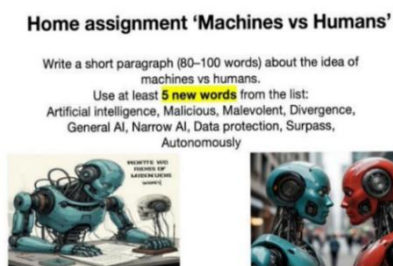 Home assignment 'Machines vs Humans'
Write a short paragraph (80–100 words) about the idea of
machines vs humans.
Use at least 5 new words from the list:
Artificial intelligence, Malicious, Malevolent, Divergence,
General AI, Narrow AI, Data protection, Surpass,
Autonomously